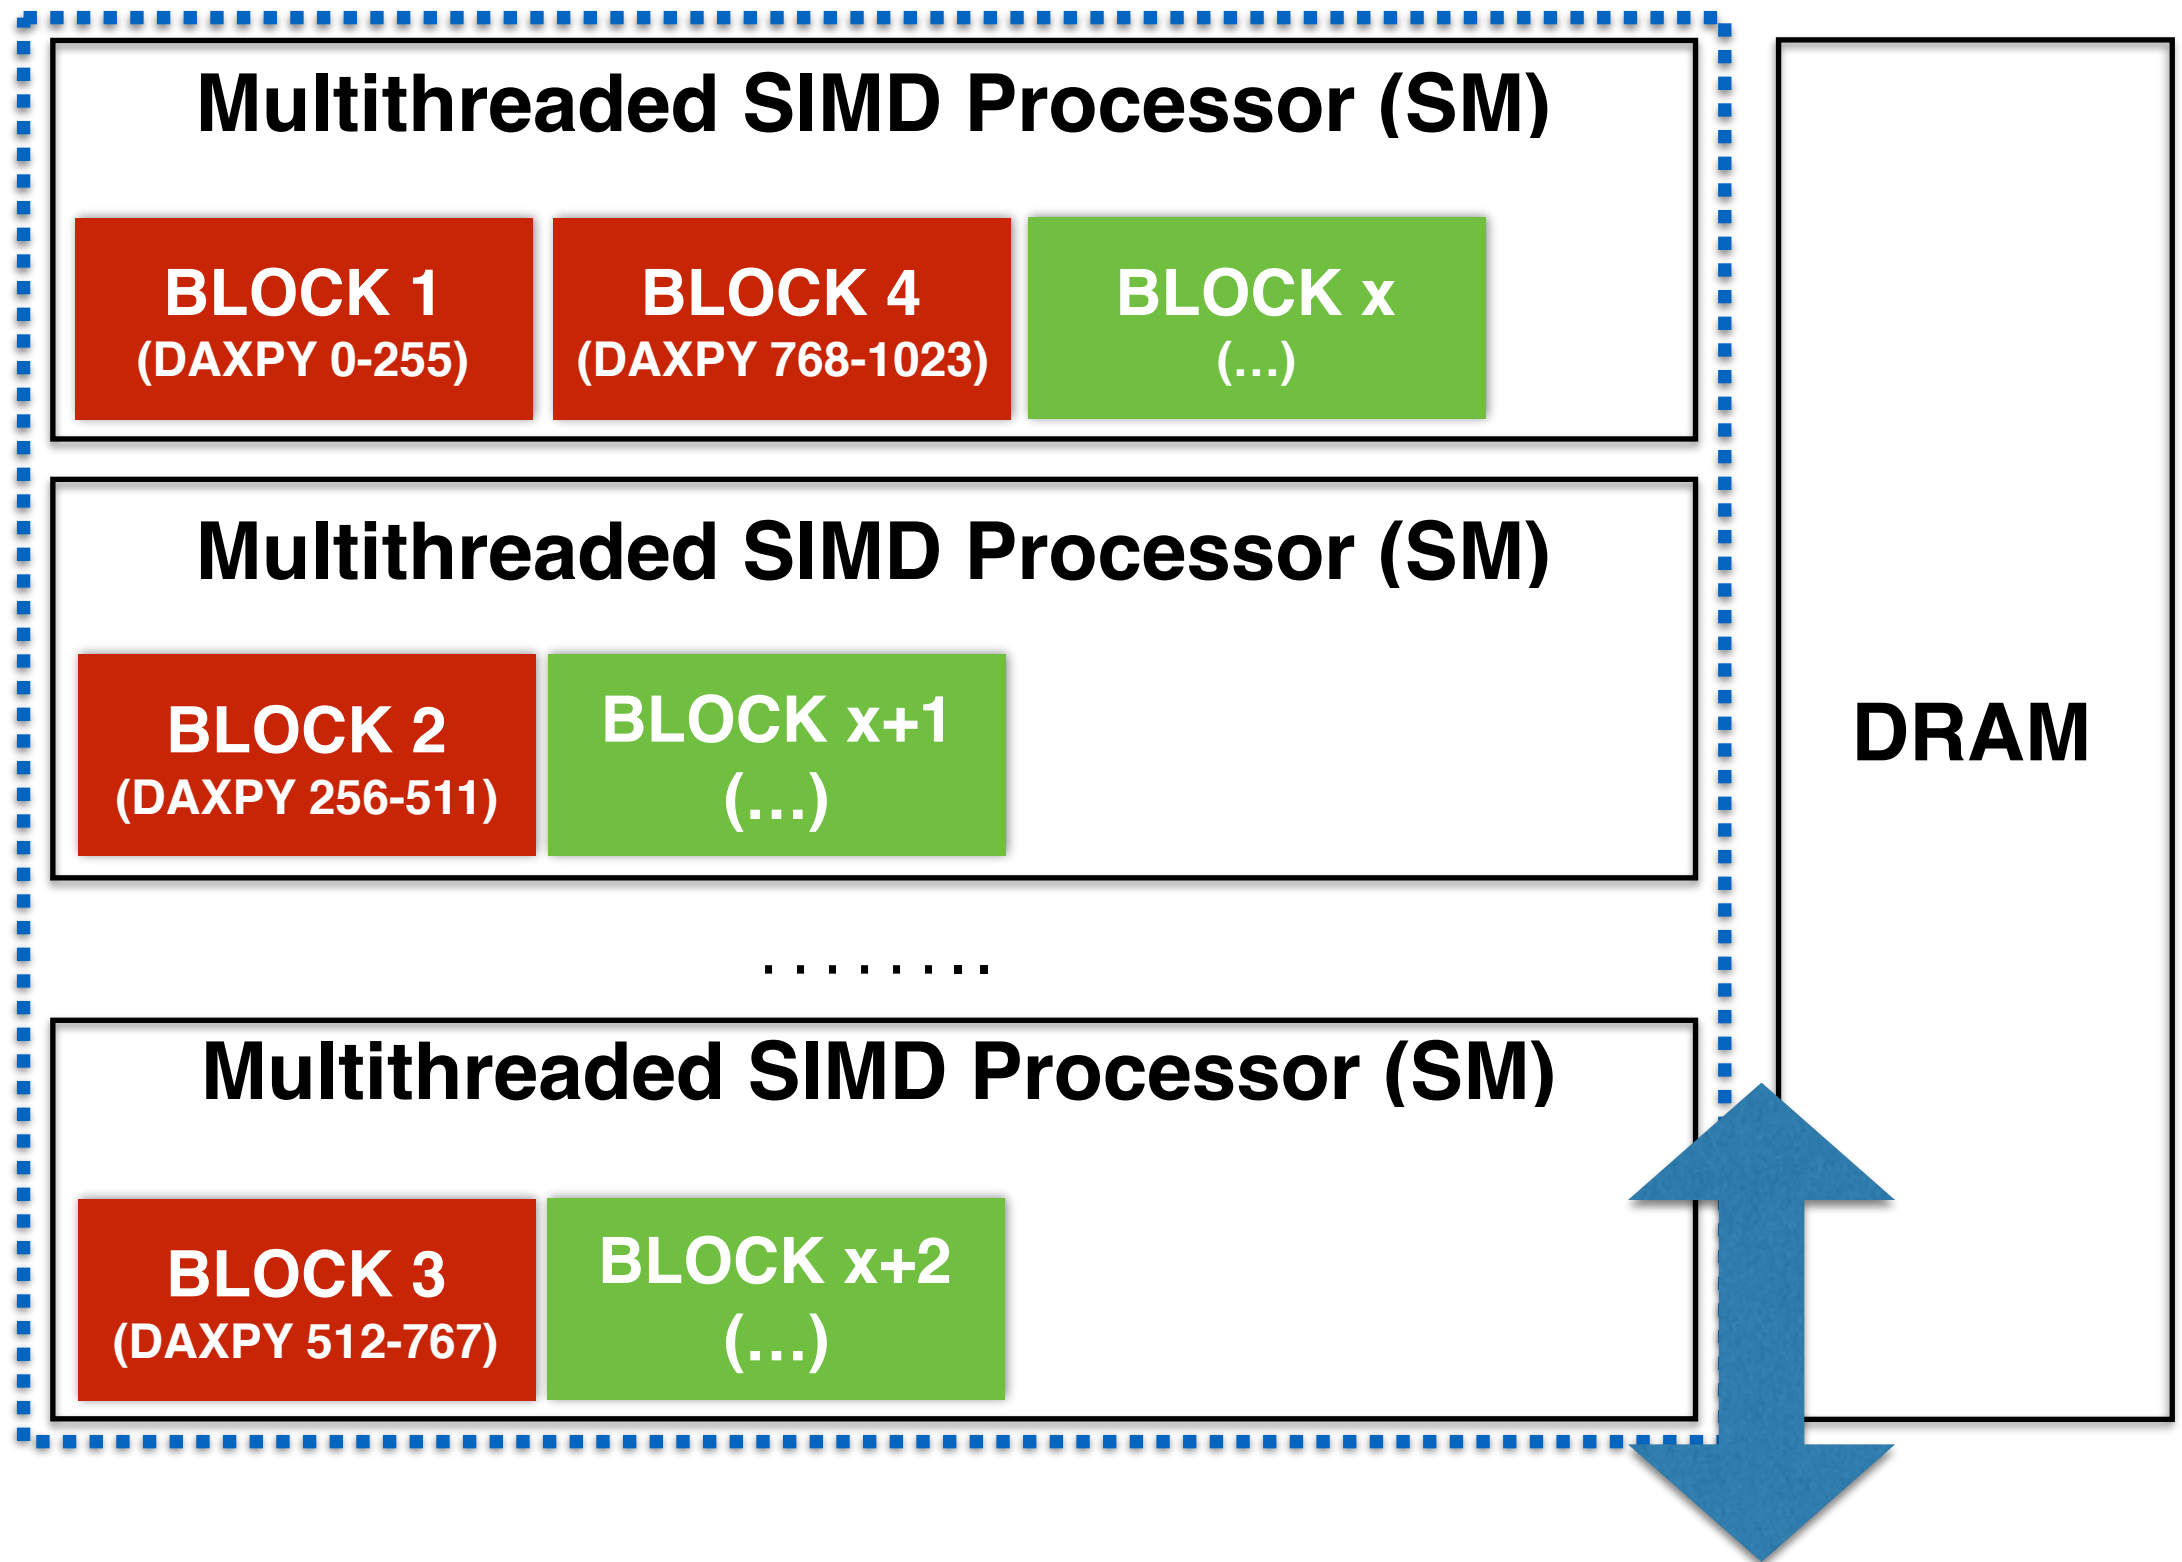 Multithreaded SIMD Processor (SM)
BLOCK 1
(DAXPY 0-255)
BLOCK 4
(DAXPY 768-1023)
BLOCK x
(...)
Multithreaded SIMD Processor (SM)
BLOCK 2
(DAXPY 256-511)
BLOCK x+1
(...)
DRAM
........
Multithreaded SIMD Processor (SM)
BLOCK 3
(DAXPY 512-767)
BLOCK x+2
(...)